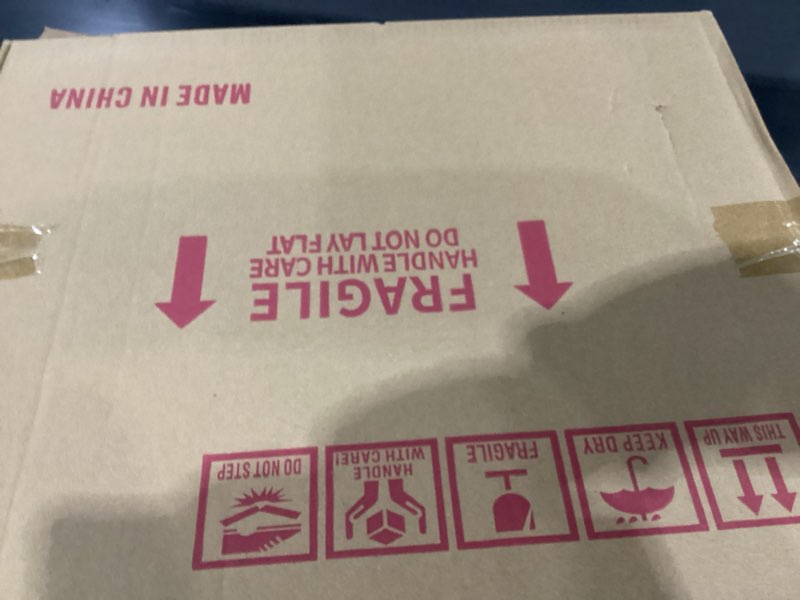 THIS WAY UP
KEEP DRY
FRAGILE
HANDLE
WITH CARE!
DO NOT STEP
FRAGILE
HANDLE WITH CARE
DO NOT LAY FLAT
MADE IN CHINA